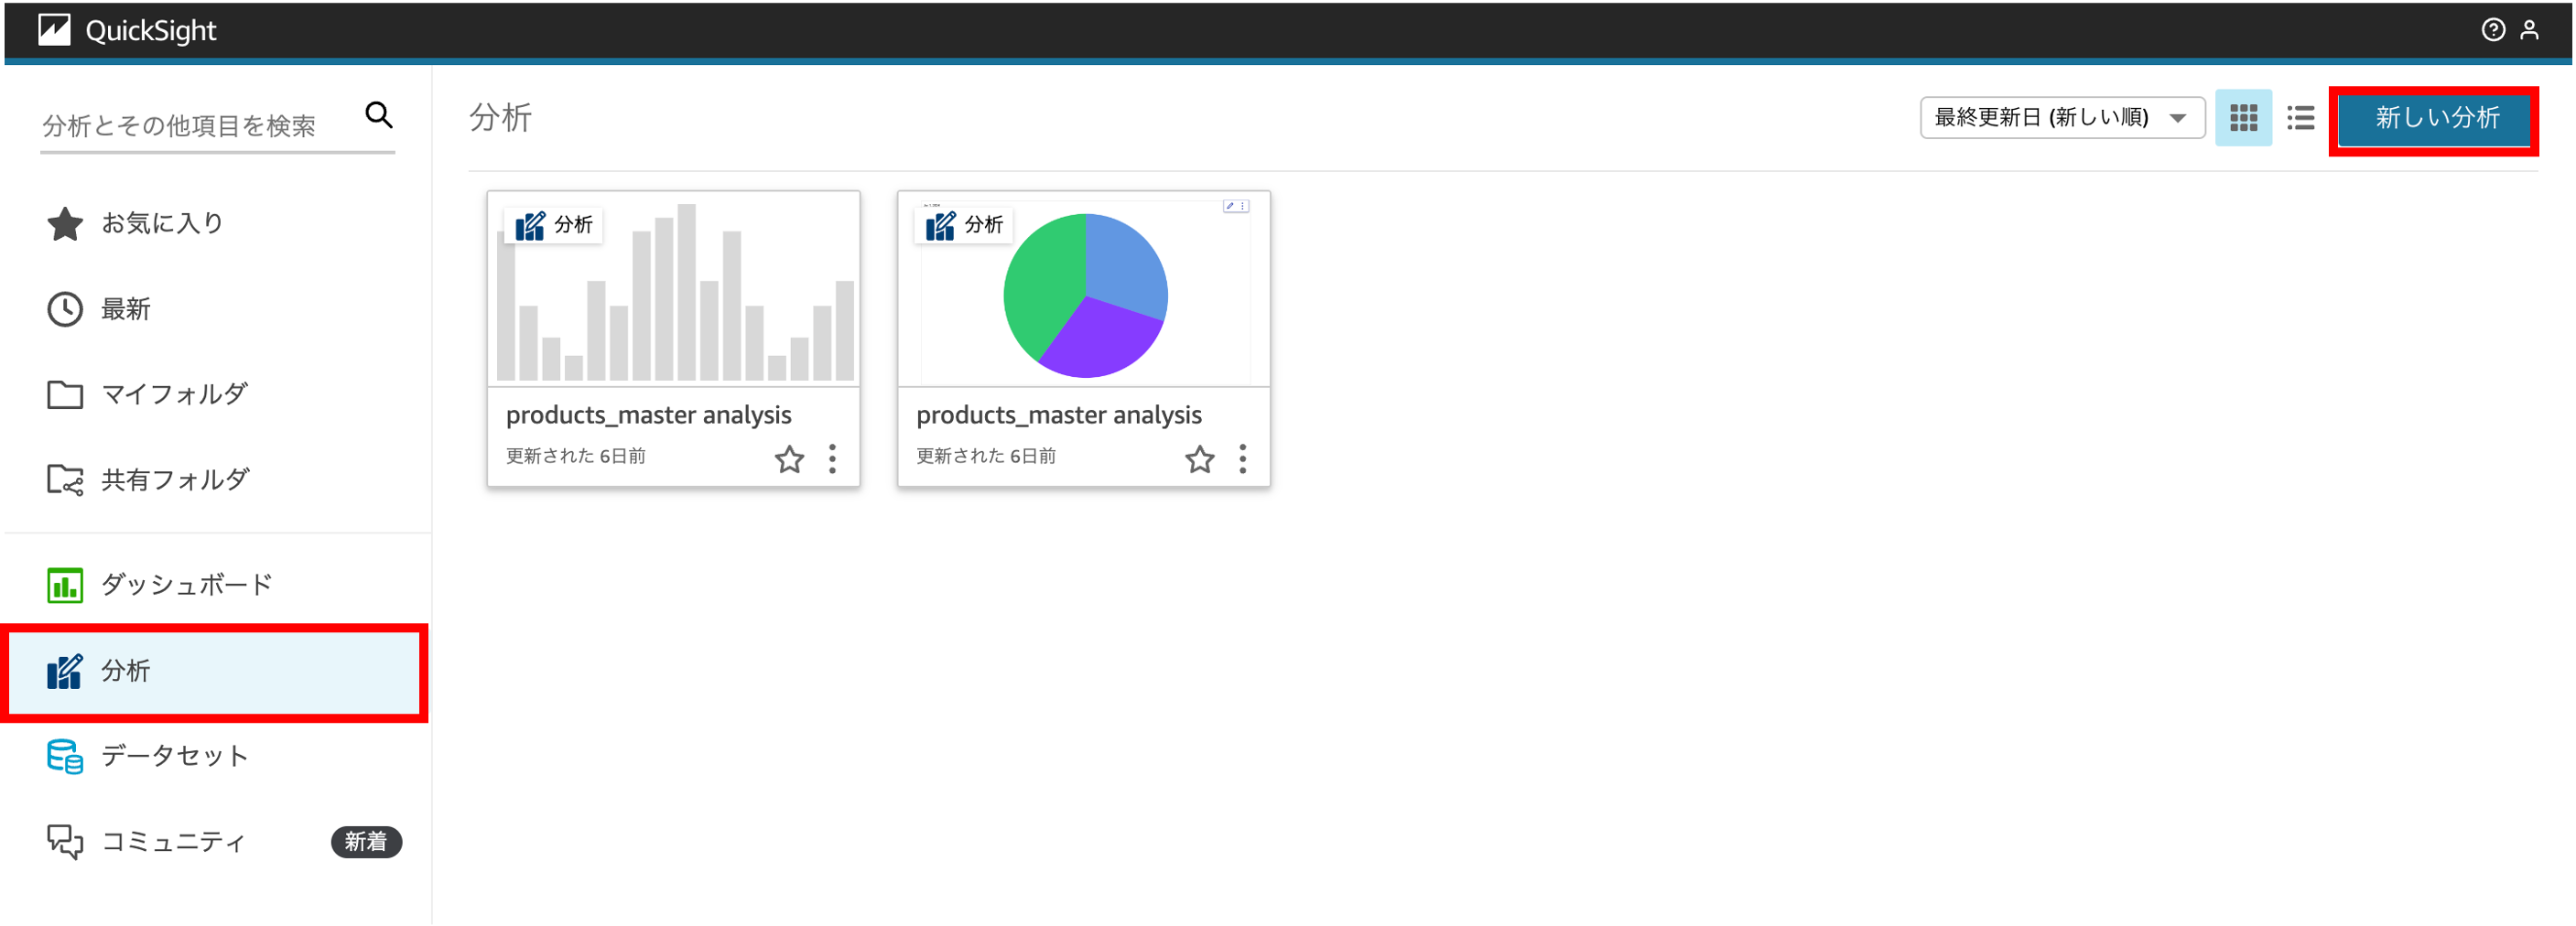 QuickSight
分析とその他項目を検索
お気に入り
最新
マイフォルダ
共有フォルダ
ダッシュボード
分析
データセット
コミュニティ
新着
分析
最終更新日 (新しい順)
新しい分析
分析
products_master analysis
更新された 6日前
分析
products_master analysis
更新された 6日前